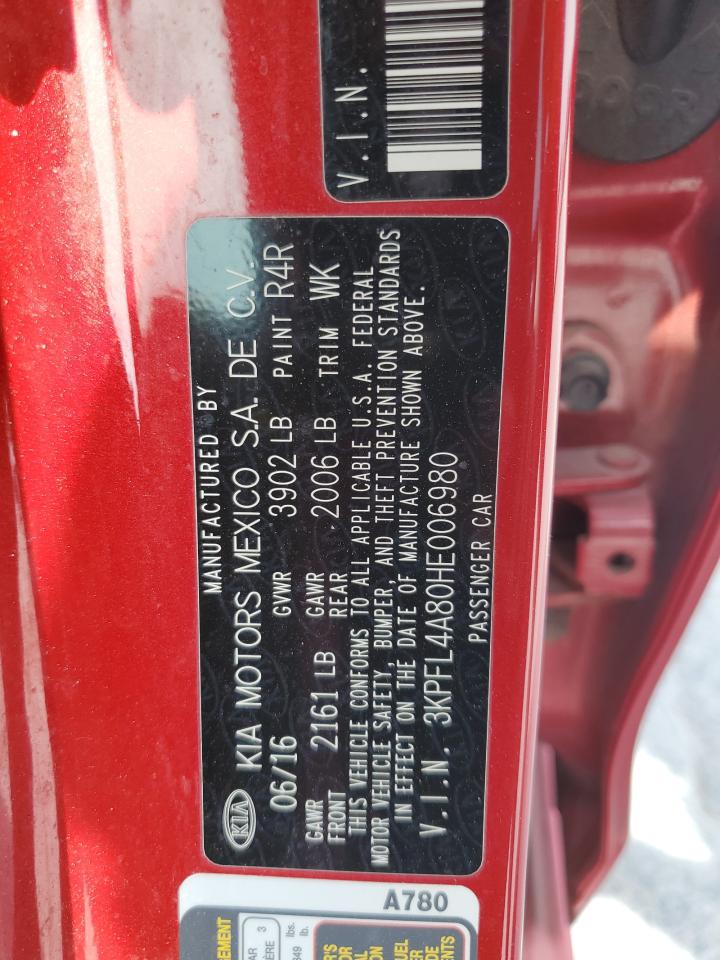 V.I.N.
MANUFACTURED BY
KIA KIA MOTORS MEXICO S.A. DE C.V.
06/16 GVWR 3902 LB PAINT R4R
GAWR FRONT 2161 LB GAWR REAR 2006 LB TRIM WK
THIS VEHICLE CONFORMS TO ALL APPLICABLE U.S.A. FEDERAL
MOTOR VEHICLE SAFETY, BUMPER, AND THEFT PREVENTION STANDARDS
IN EFFECT ON THE DATE OF MANUFACTURE SHOWN ABOVE.
V.I.N. 3KPFL4A80HE006980
PASSENGER CAR
A780